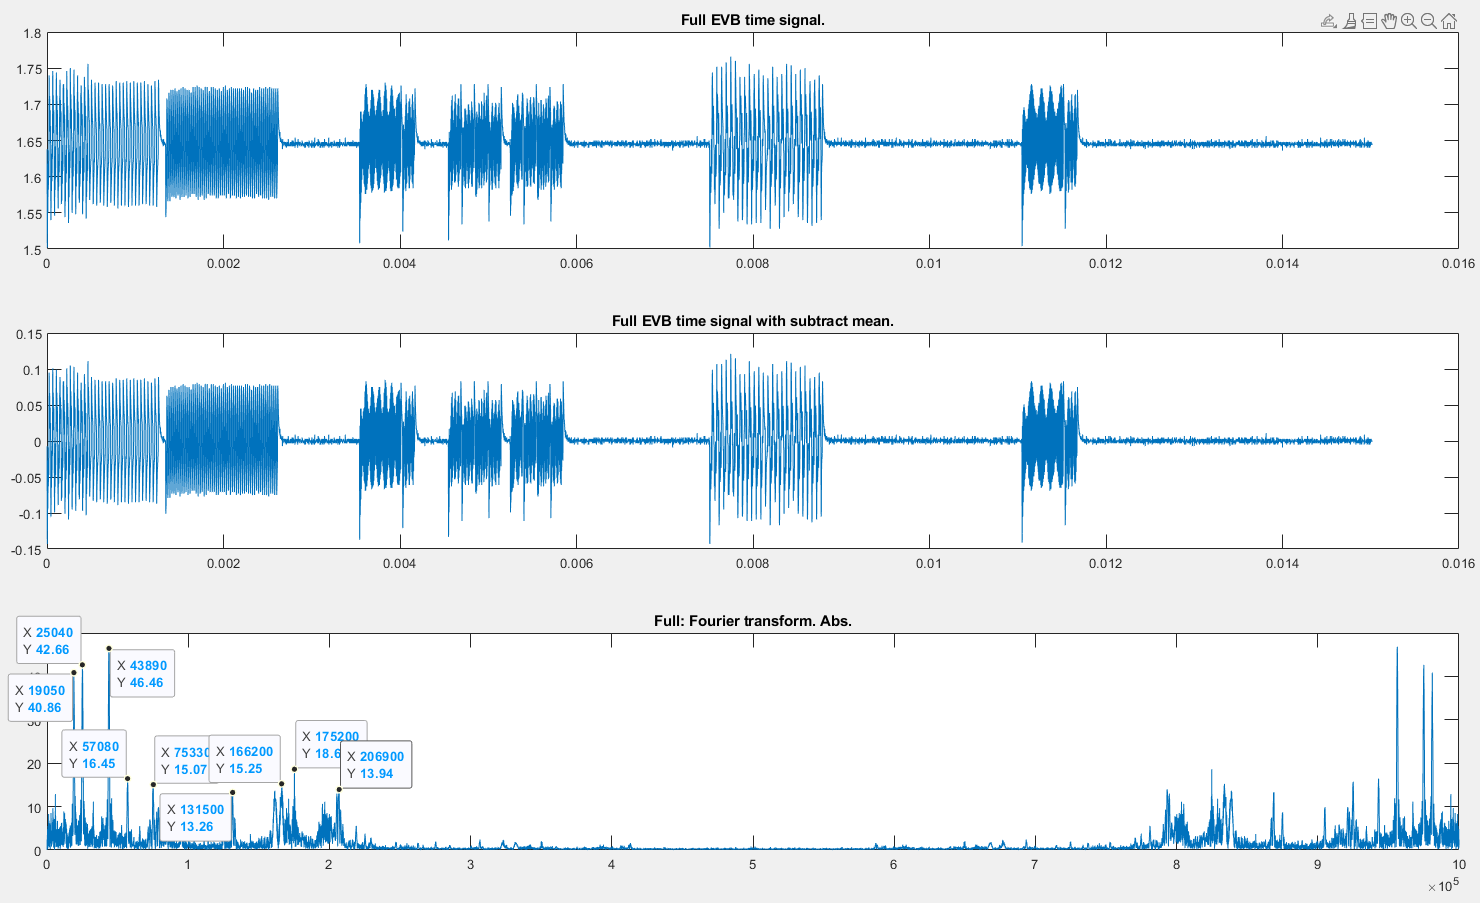 Full EVB time signal.
1.8
1.75
1.7
1.65
1.6
1.55
1.5
0
0.002
0.004
0.006
0.008
0.01
0.012
0.014
0.016
Full EVB time signal with subtract mean.
0.15
0.1
0.05
0
-0.05
-0.1
-0.15
0
0.002
0.004
0.006
0.008
0.01
0.012
0.014
0.016
Full: Fourier transform. Abs.
X 25040
Y 42.66
X 19050
Y 40.86
X 43890
Y 46.46
X 57080
Y 16.45
X 7533
Y 15.07
X 131500
Y 13.26
X 166200
Y 15.25
X 175200
Y 18.6
X 206900
Y 13.94
20
10
0
0
1
2
3
4
5
6
7
8
9
10
×10^5